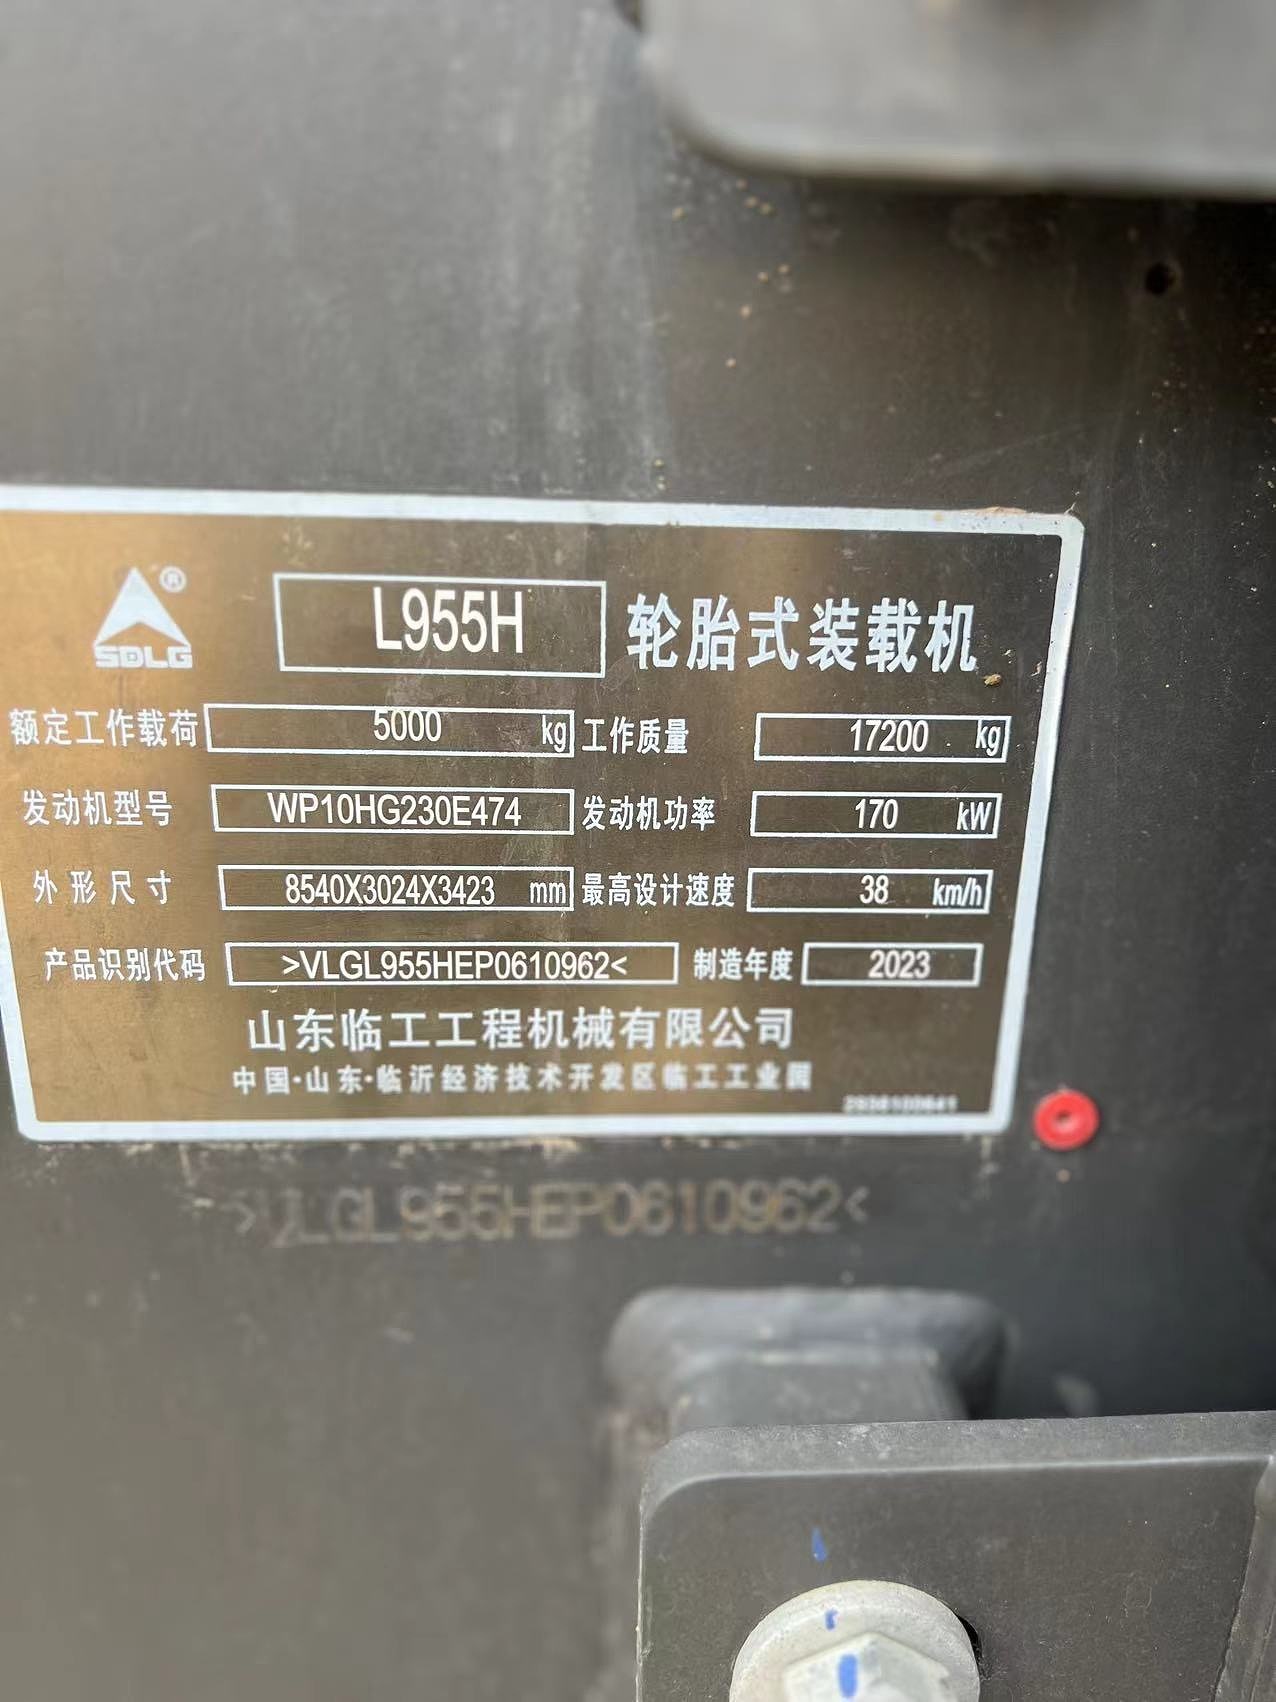 SDLG ®
L955H 轮胎式装载机
额定工作载荷 5000 kg 工作质量 17200 kg
发动机型号 WP10HG230E474 发动机功率 170 kW
外形尺寸 8540X3024X3423 mm 最高设计速度 38 km/h
产品识别代码 >VLGL955HEP0610962< 制造年度 2023
山东临工工程机械有限公司
中国·山东·临沂经济技术开发区临工工业园
>VLGL955HEP0610962<